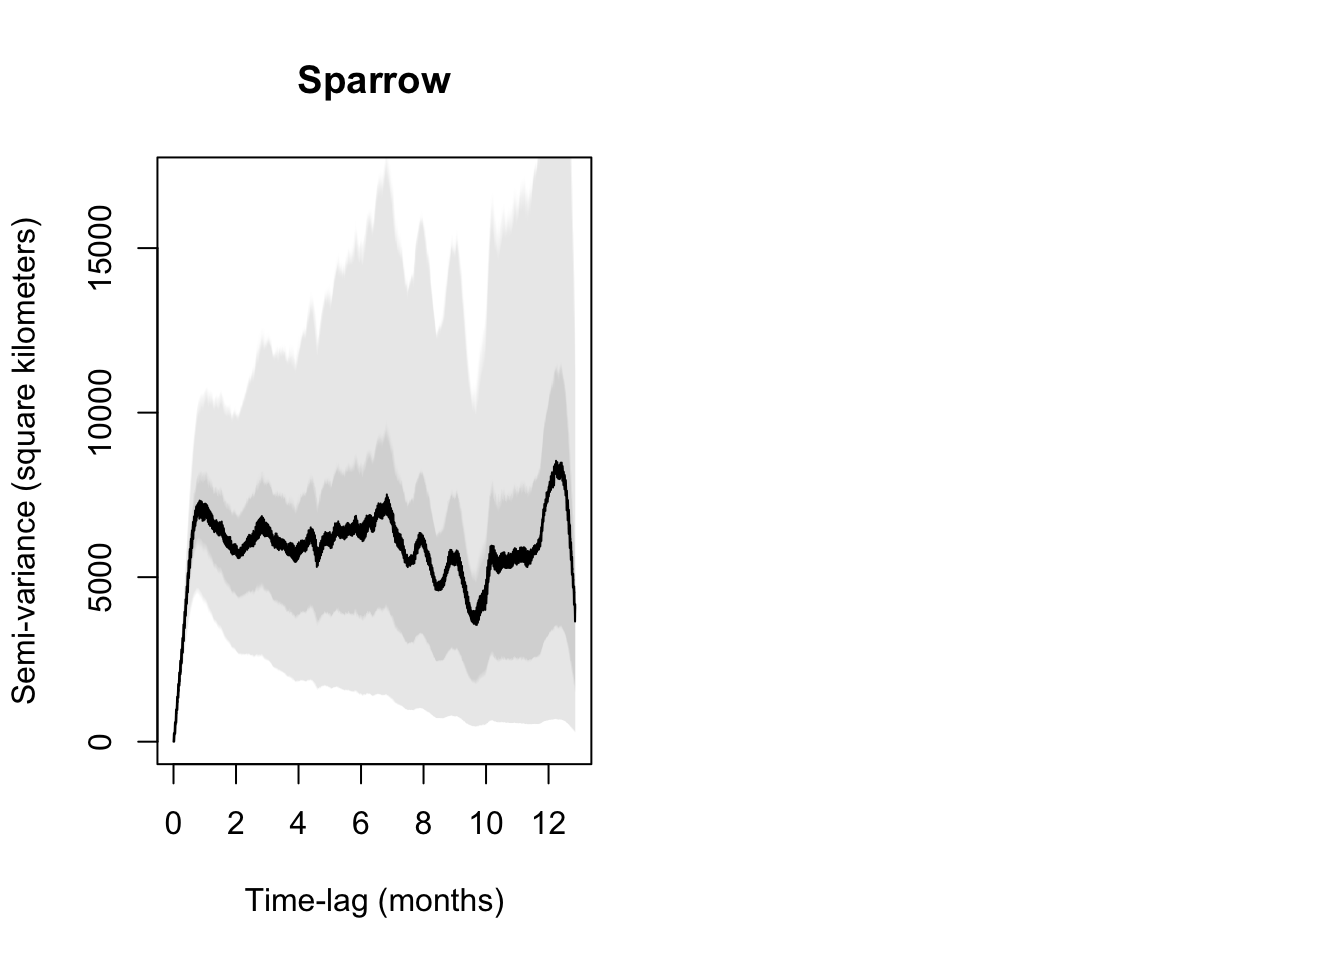 Sparrow
Semi-variance (square kilometers)
15000
10000
5000
0
0 2 4 6 8 10 12
Time-lag (months)